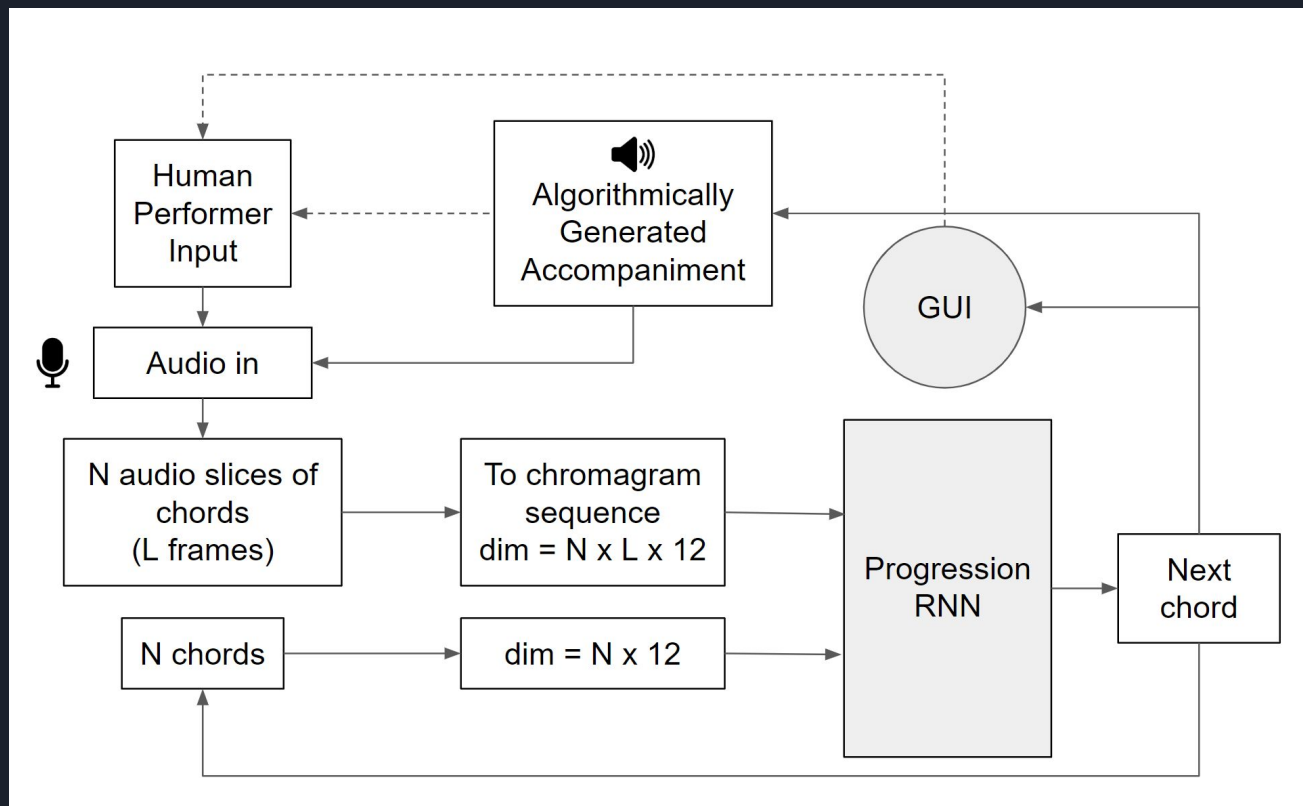 Human
Performer
Input
Algorithmically
Generated
Accompaniment
GUI
Audio in
N audio slices of
chords
(L frames)
To chromagram
sequence
dim = N x L x 12
Progression
RNN
Next
chord
N chords
dim = N x 12